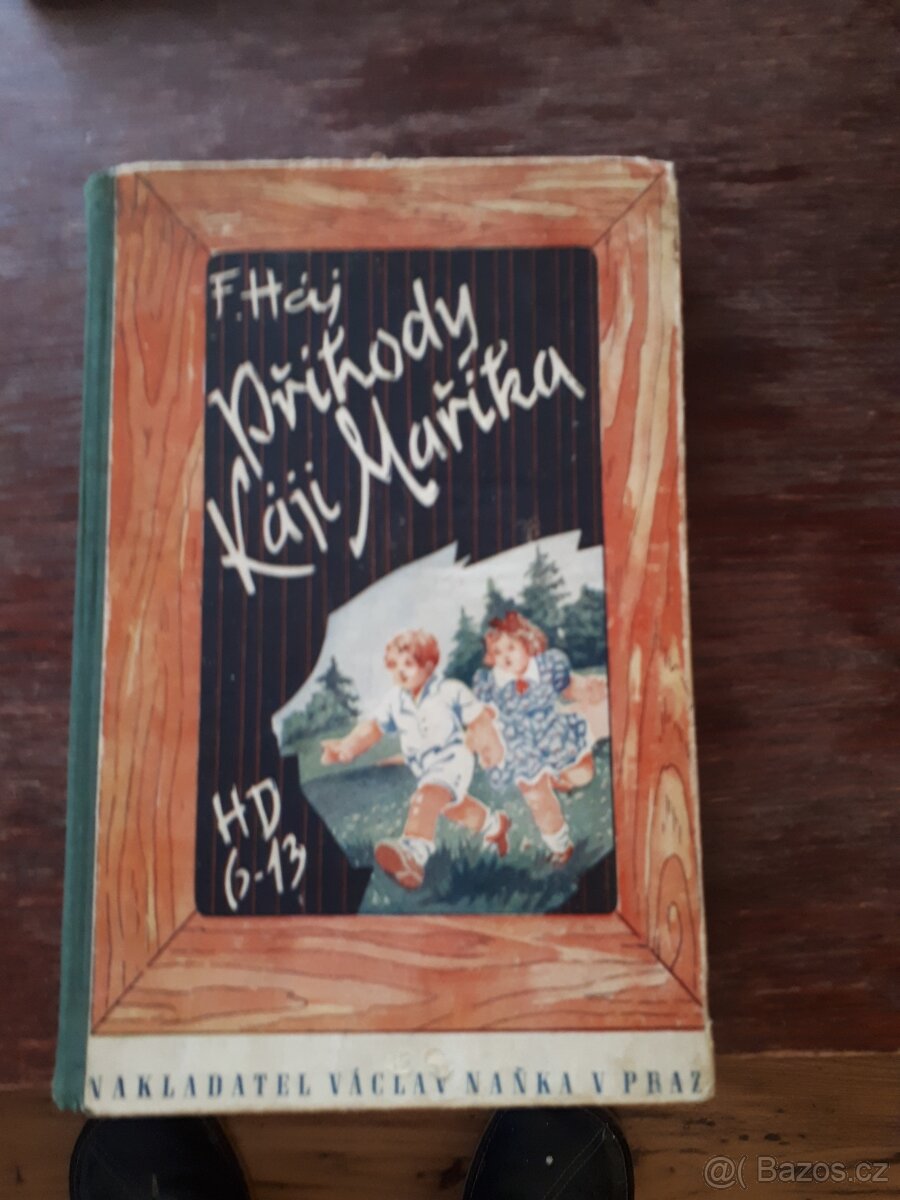 F. Háj
Příhody
Káji Maříka
HD
6-13
NAKLADATEL VÁCLAV NAŇKA V PRAZ
@( Bazos.cz